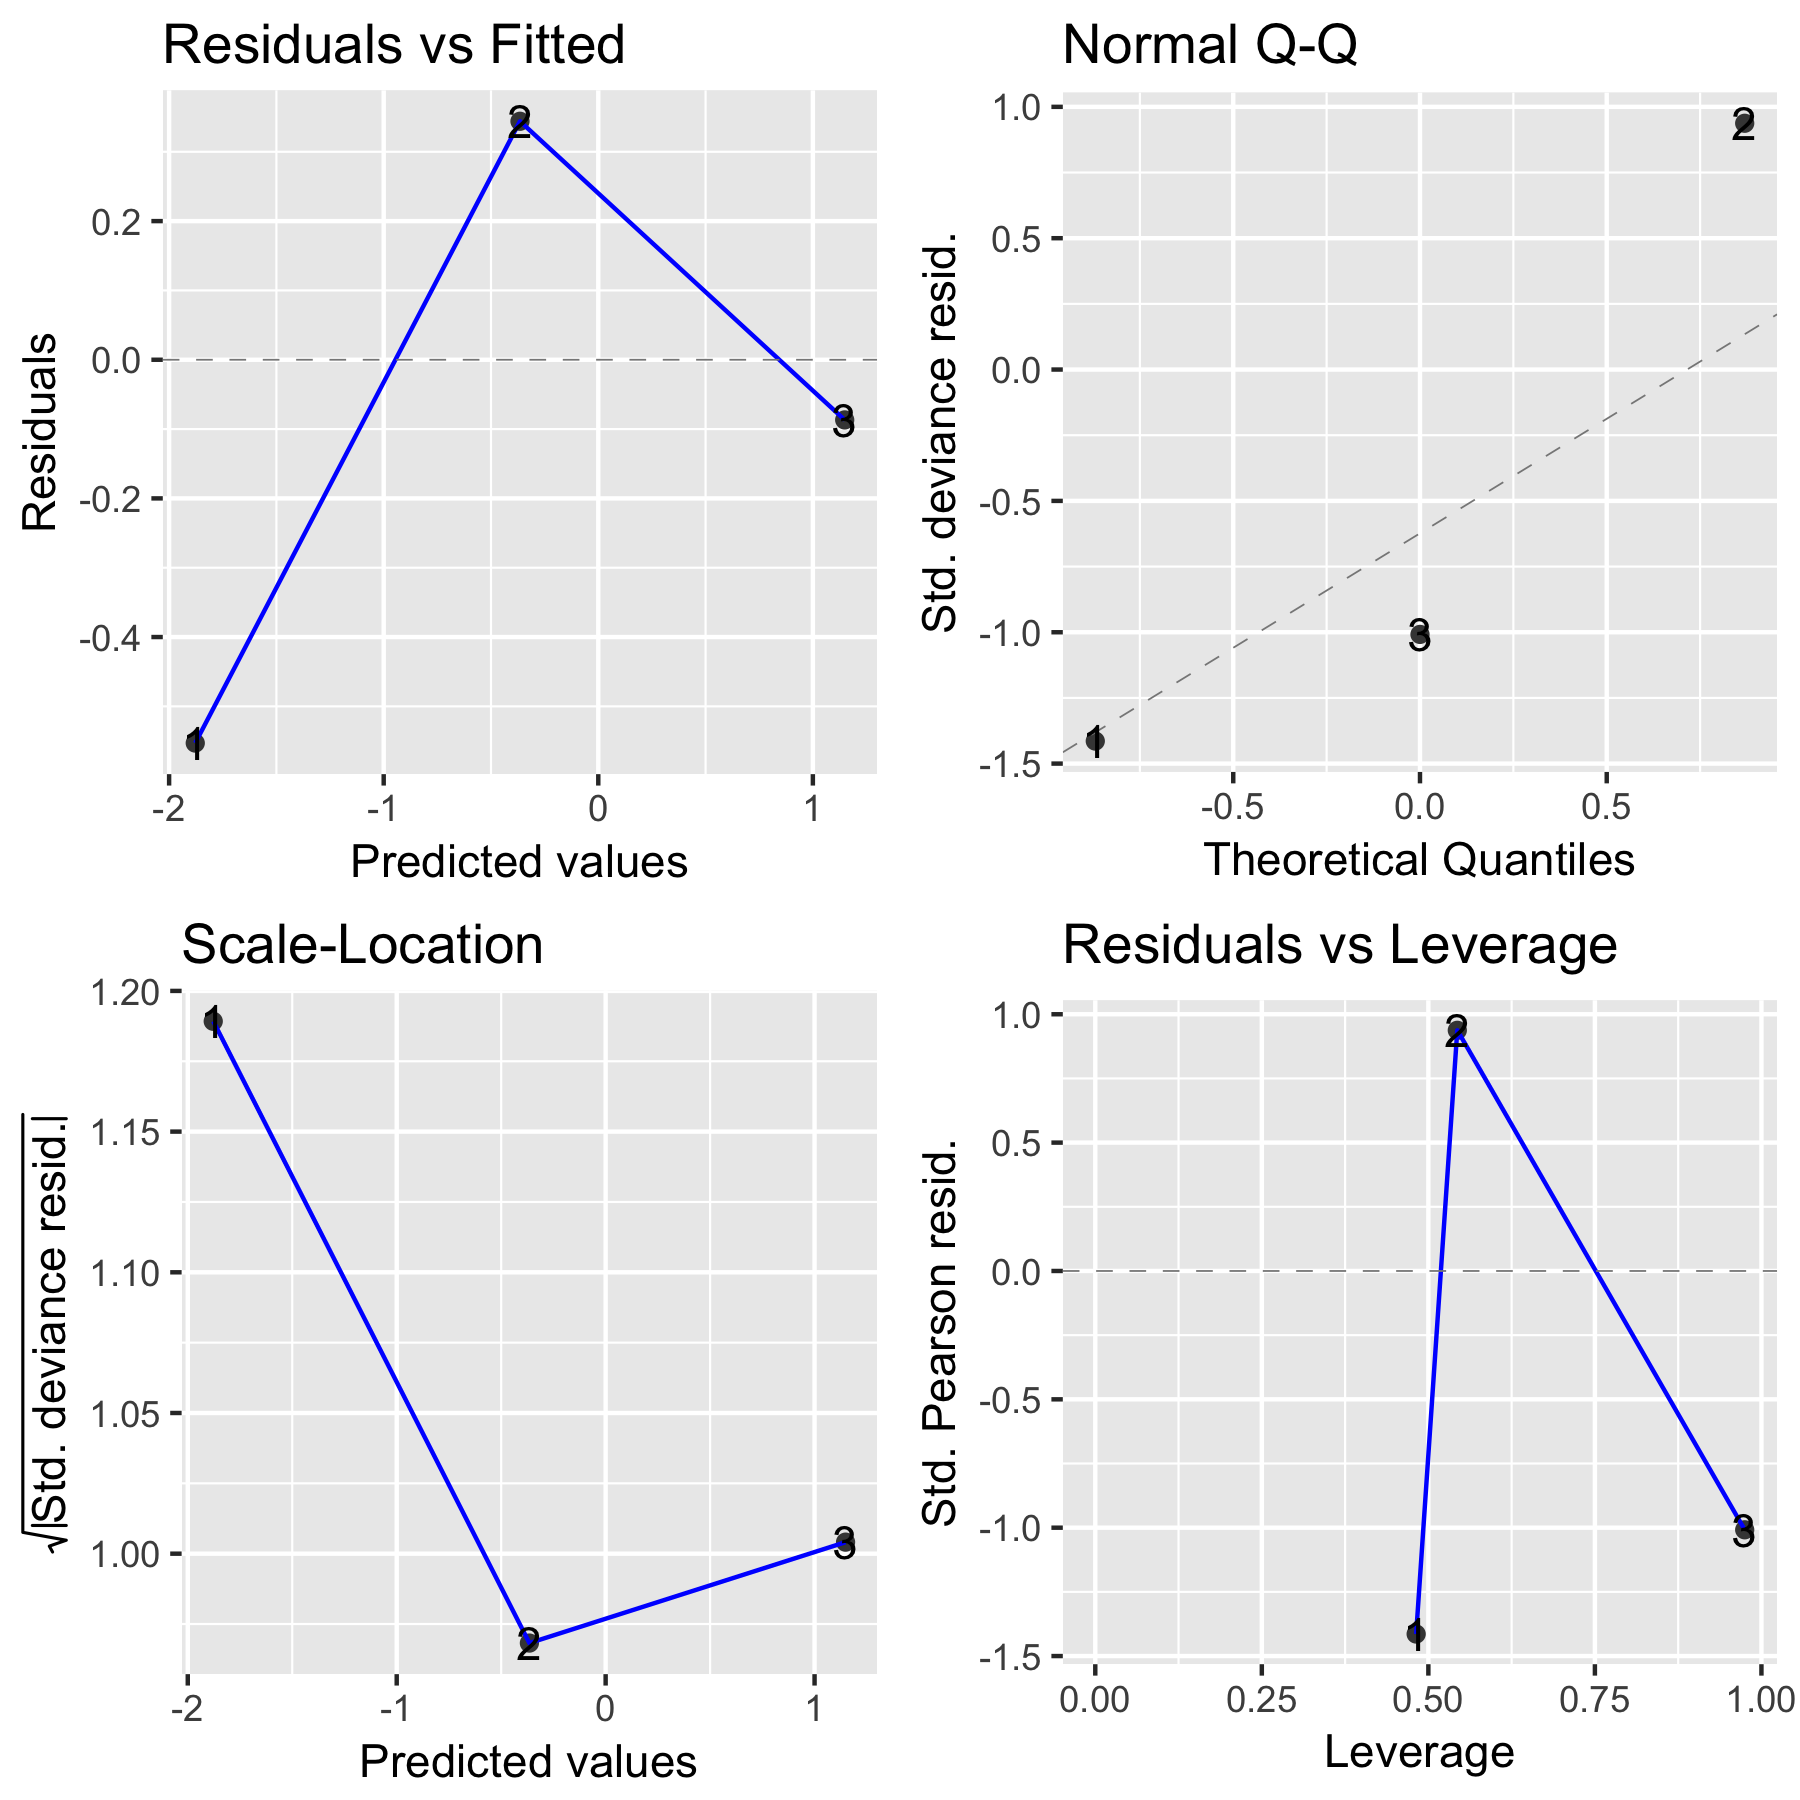 Residuals vs Fitted
Residuals
0.2
0.0
-0.2
-0.4
2
3
1
-2 -1 0 1
Predicted values
Normal Q-Q
Std. deviance resid.
1.0
0.5
0.0
-0.5
-1.0
-1.5
2
3
1
-0.5 0.0 0.5
Theoretical Quantiles
Scale-Location
√|Std. deviance resid.|
1.20
1.15
1.10
1.05
1.00
1
3
2
-2 -1 0 1
Predicted values
Residuals vs Leverage
Std. Pearson resid.
1.0
0.5
0.0
-0.5
-1.0
-1.5
2
3
1
0.00 0.25 0.50 0.75 1.00
Leverage